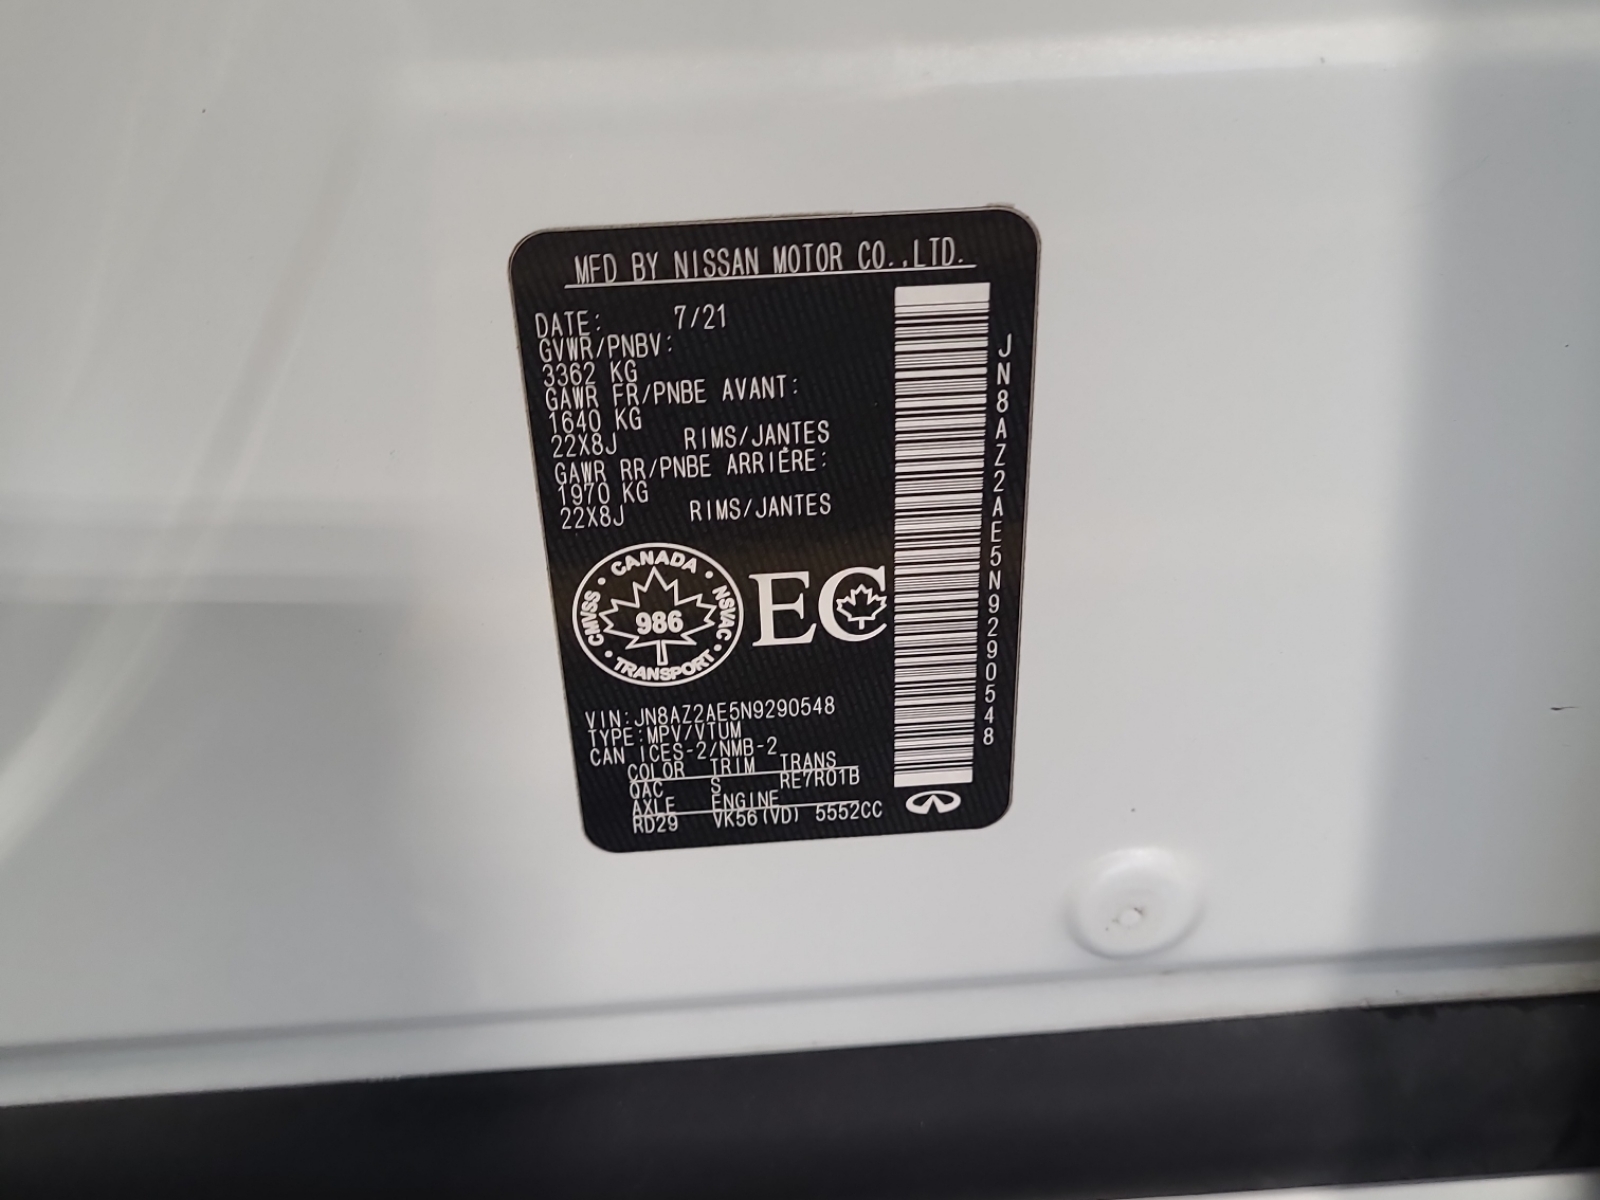 MFD BY NISSAN MOTOR CO.,LTD.
DATE: 7/21
GVWR/PNBV:
3362 KG
GAWR FR/PNBE AVANT:
1640 KG
22X8J RIMS/JANTES
GAWR RR/PNBE ARRIÈRE:
1970 KG
22X8J RIMS/JANTES
CANADA
CMVSS
986
NSVAC
TRANSPORT
EC
VIN:JN8AZ2AE5N9290548
TYPE:MPV/VTUM
CAN ICES-2/NMB-2
COLOR TRIM TRANS
QAC S RE7R01B
AXLE ENGINE
RD29 VK56(VD) 5552CC
JN8AZ2AE5N9290548